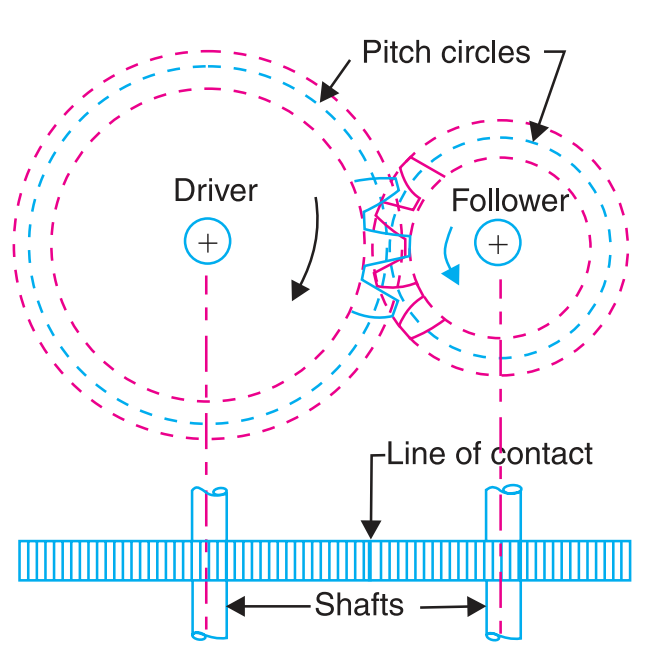 Pitch circles
Driver
Follower
Line of contact
Shafts